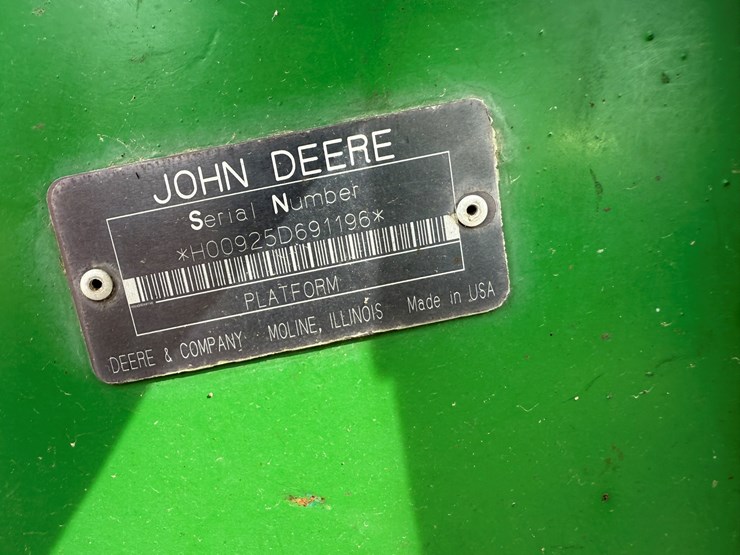 JOHN DEERE
Serial Number
*H00925D691196*
PLATFORM
DEERE & COMPANY MOLINE, ILLINOIS Made in USA